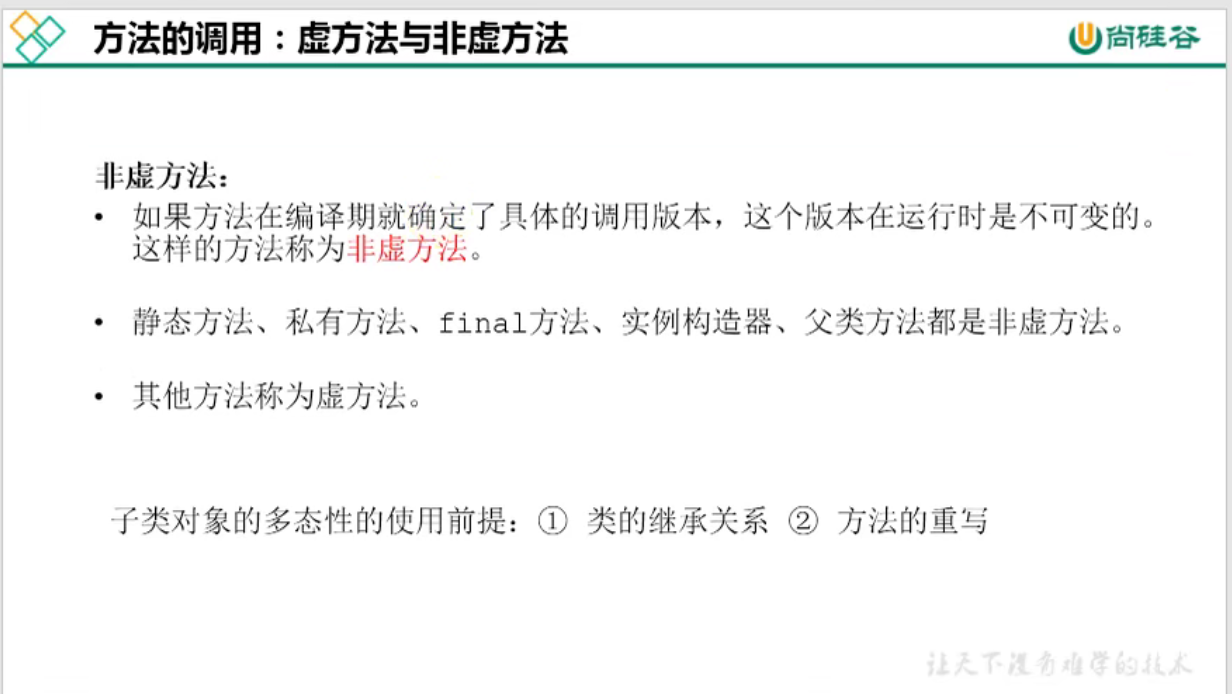 方法的调用：虚方法与非虚方法
尚硅谷
非虚方法：
• 如果方法在编译期就确定了具体的调用版本，这个版本在运行时是不可变的。
这样的方法称为非虚方法。
• 静态方法、私有方法、final方法、实例构造器、父类方法都是非虚方法。
• 其他方法称为虚方法。
子类对象的多态性的使用前提：① 类的继承关系 ② 方法的重写
让天下没有难学的技术